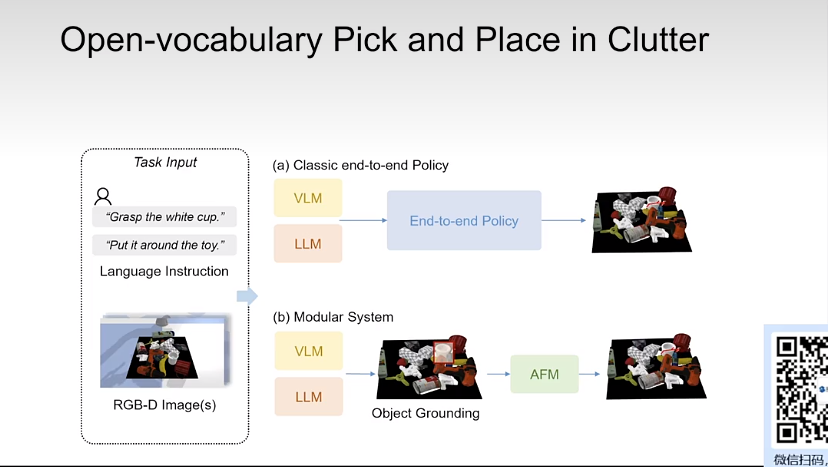 Open-vocabulary Pick and Place in Clutter
Task Input
“Grasp the white cup.”
“Put it around the toy.”
Language Instruction
RGB-D Image(s)
(a) Classic end-to-end Policy
VLM
LLM
End-to-end Policy
(b) Modular System
VLM
LLM
Object Grounding
AFM
微信扫码,